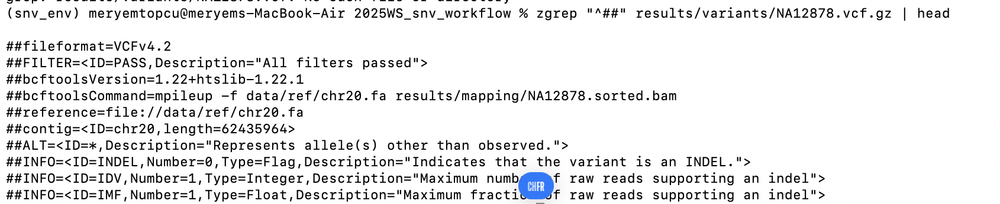 (snv_env) meryemtopcu@meryems-MacBook-Air 2025WS_snv_workflow % zgrep "^##" results/variants/NA12878.vcf.gz | head
##fileformat=VCFv4.2
##FILTER=<ID=PASS,Description="All filters passed">
##bcftoolsVersion=1.22+htslib-1.22.1
##bcftoolsCommand=mpileup -f data/ref/chr20.fa results/mapping/NA12878.sorted.bam
##reference=file://data/ref/chr20.fa
##contig=<ID=chr20,length=62435964>
##ALT=<ID=*,Description="Represents allele(s) other than observed.">
##INFO=<ID=INDEL,Number=0,Type=Flag,Description="Indicates that the variant is an INDEL.">
##INFO=<ID=IDV,Number=1,Type=Integer,Description="Maximum of raw reads supporting an indel">
##INFO=<ID=IMF,Number=1,Type=Float,Description="Maximum of raw reads supporting an indel">
CHFR